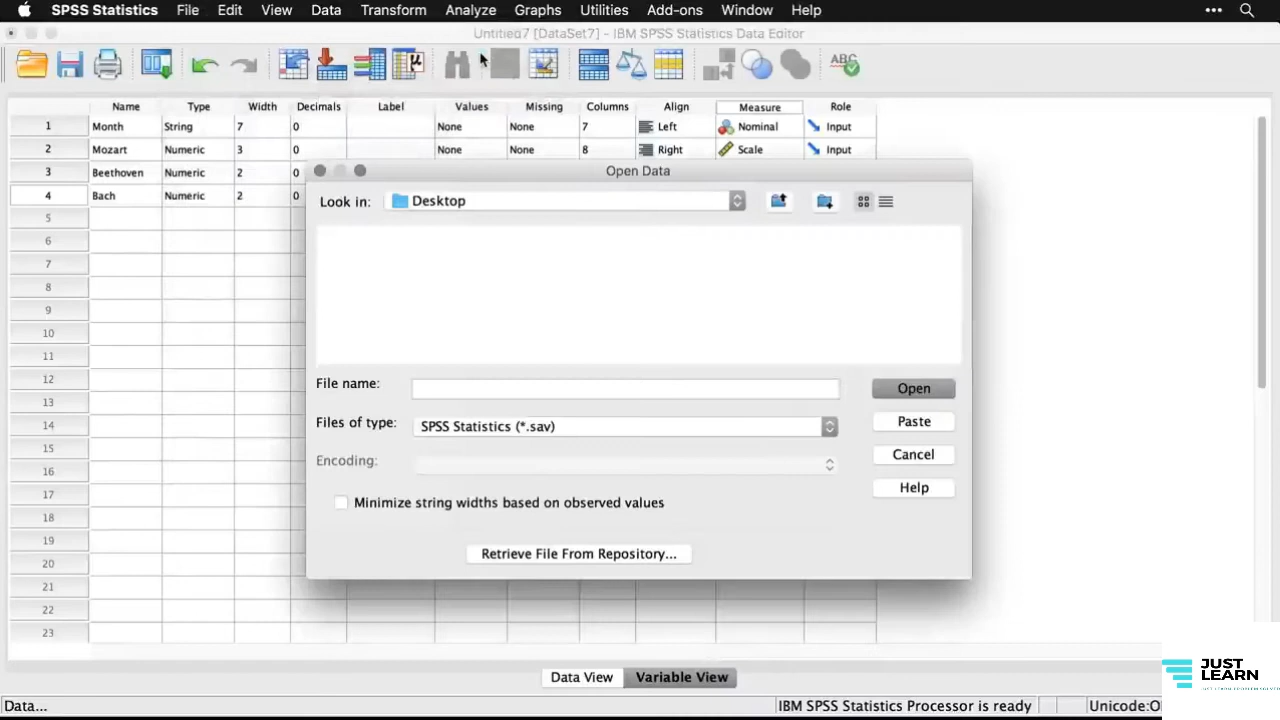 SPSS Statistics File Edit View Data Transform Analyze Graphs Utilities Add-ons Window Help
Untitled7 [DataSet7] - IBM SPSS Statistics Data Editor
ABC
Name Type Width Decimals Label Values Missing Columns Align Measure Role
1 Month String 7 0 None None 7 Left Nominal Input
2 Mozart Numeric 3 0 None None 8 Right Scale Input
3 Beethoven Numeric 2 0
4 Bach Numeric 2 0
5
6
7
8
9
10
11
12
13
14
15
16
17
18
19
20
21
22
23
Open Data
Look in: Desktop
File name:
Open
Files of type: SPSS Statistics (*.sav)
Paste
Encoding:
Cancel
Help
Minimize string widths based on observed values
Retrieve File From Repository...
Data View Variable View
Data...
IBM SPSS Statistics Processor is ready
Unicode:O
JUST
LEARN